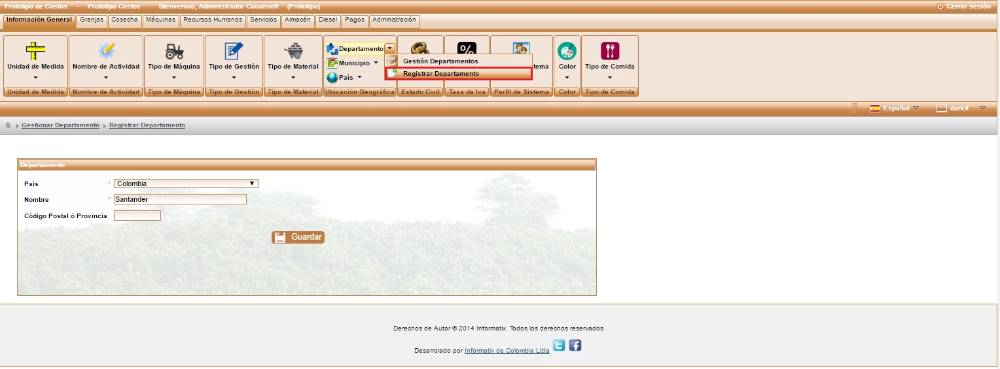 Prototipo de Costos - Prototipo Costos Bienvenido, Administrador Cacaosoft (Prototipo) Cerrar sesión
Información General Granjas Cosecha Máquinas Recursos Humanos Servicios Almacén Diesel Pagos Administración
Departamento
Gestión Departamentos
Unidad de Medida Nombre de Actividad Tipo de Máquina Tipo de Gestión Tipo de Material Municipio tema Color Tipo de Comida
Registrar Departamento
País
Unidad de Medida Nombre de Actividad Tipo de Máquina Tipo de Gestión Tipo de Material Ubicación Geográfica Estado Civil Tasa de Iva Perfil de Sistema Color Tipo de Comida
Español darkX
Gestionar Departamento Registrar Departamento
Departamento
País * Colombia
Nombre * Santander
Código Postal ó Provincia
Guardar
Derechos de Autor © 2014 Informatix. Todos los derechos reservados
Desarrolado por Informatix de Colombia Ltda